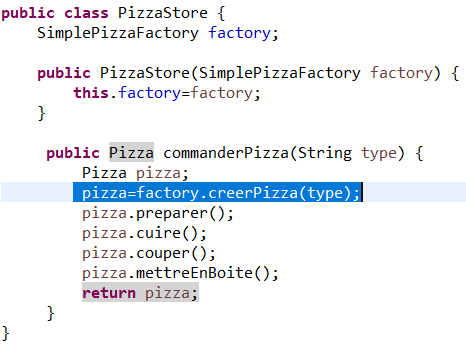 public class PizzaStore {
SimplePizzaFactory factory;
public PizzaStore(SimplePizzaFactory factory) {
this.factory=factory;
}
public Pizza commanderPizza(String type) {
Pizza pizza;
pizza=factory.creerPizza(type);
pizza.preparer();
pizza.cuire();
pizza.couper();
pizza.mettreEnBoite();
return pizza;
}
}